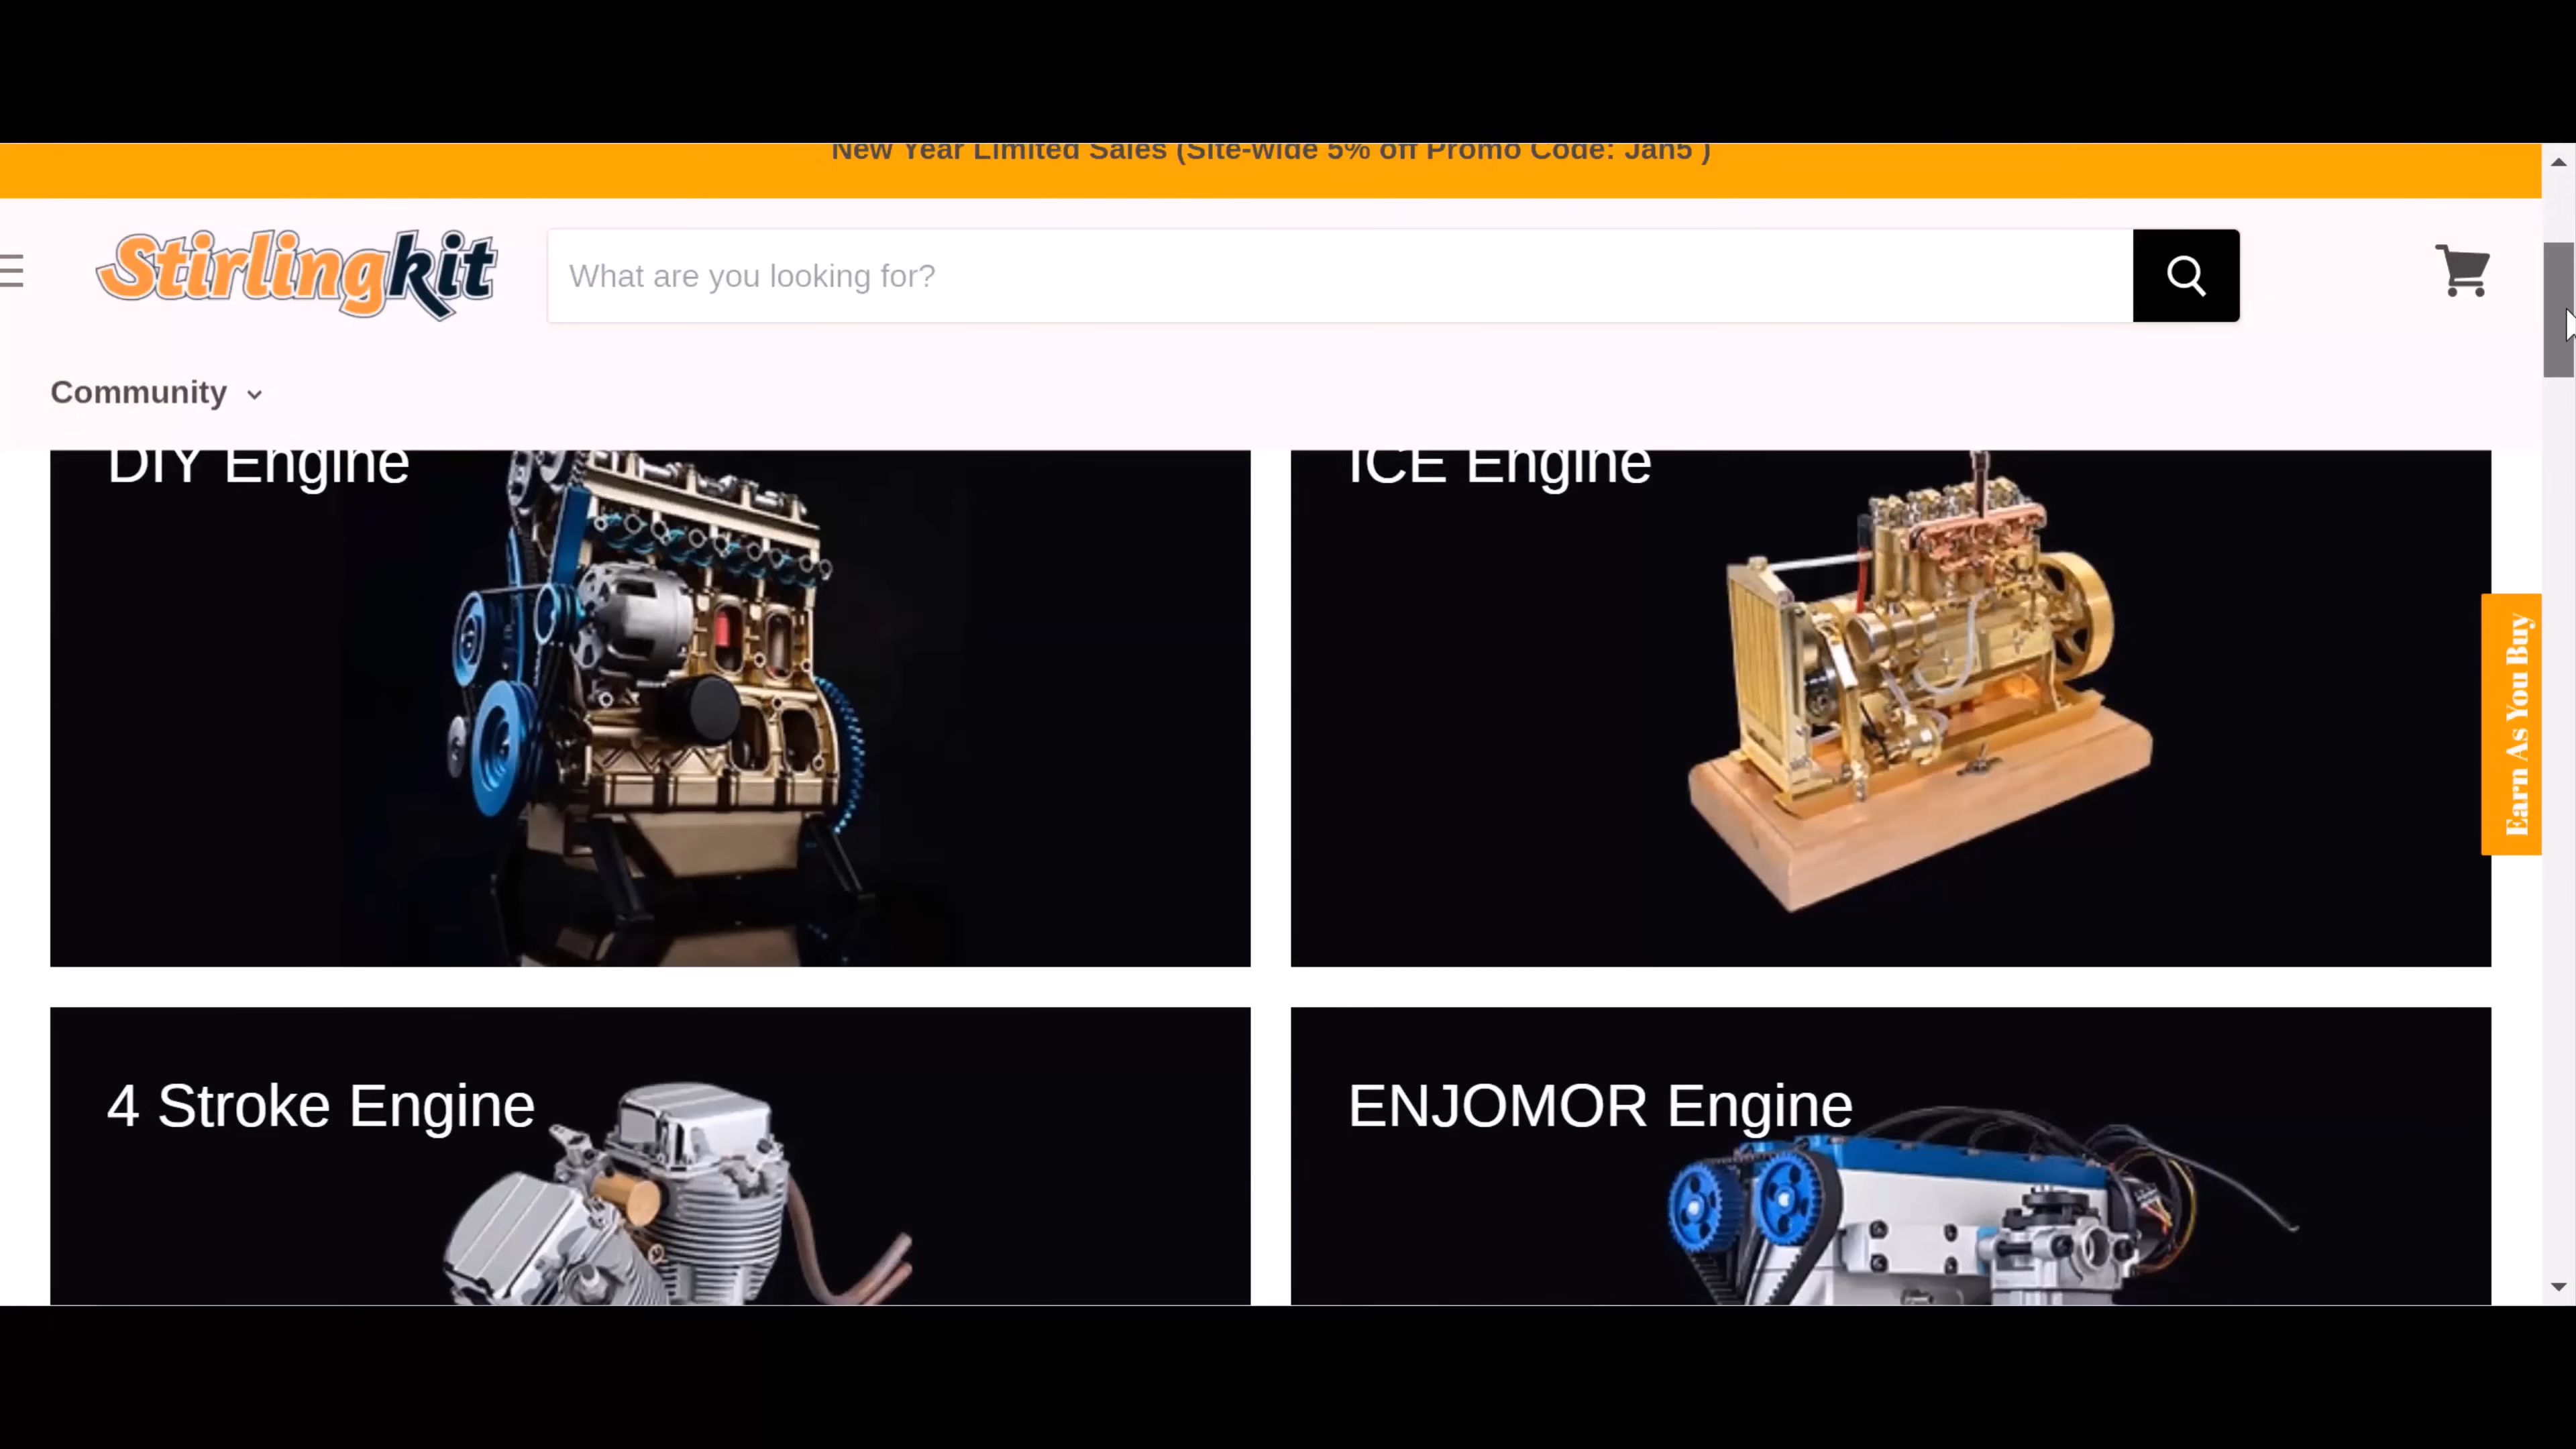 New Year Limited Sales (Site-wide 5% off Promo Code: Jan5 )
Stirlingkit
What are you looking for?
Community
DIY Engine
ICE Engine
Earn As You Buy
4 Stroke Engine
ENJOMOR Engine